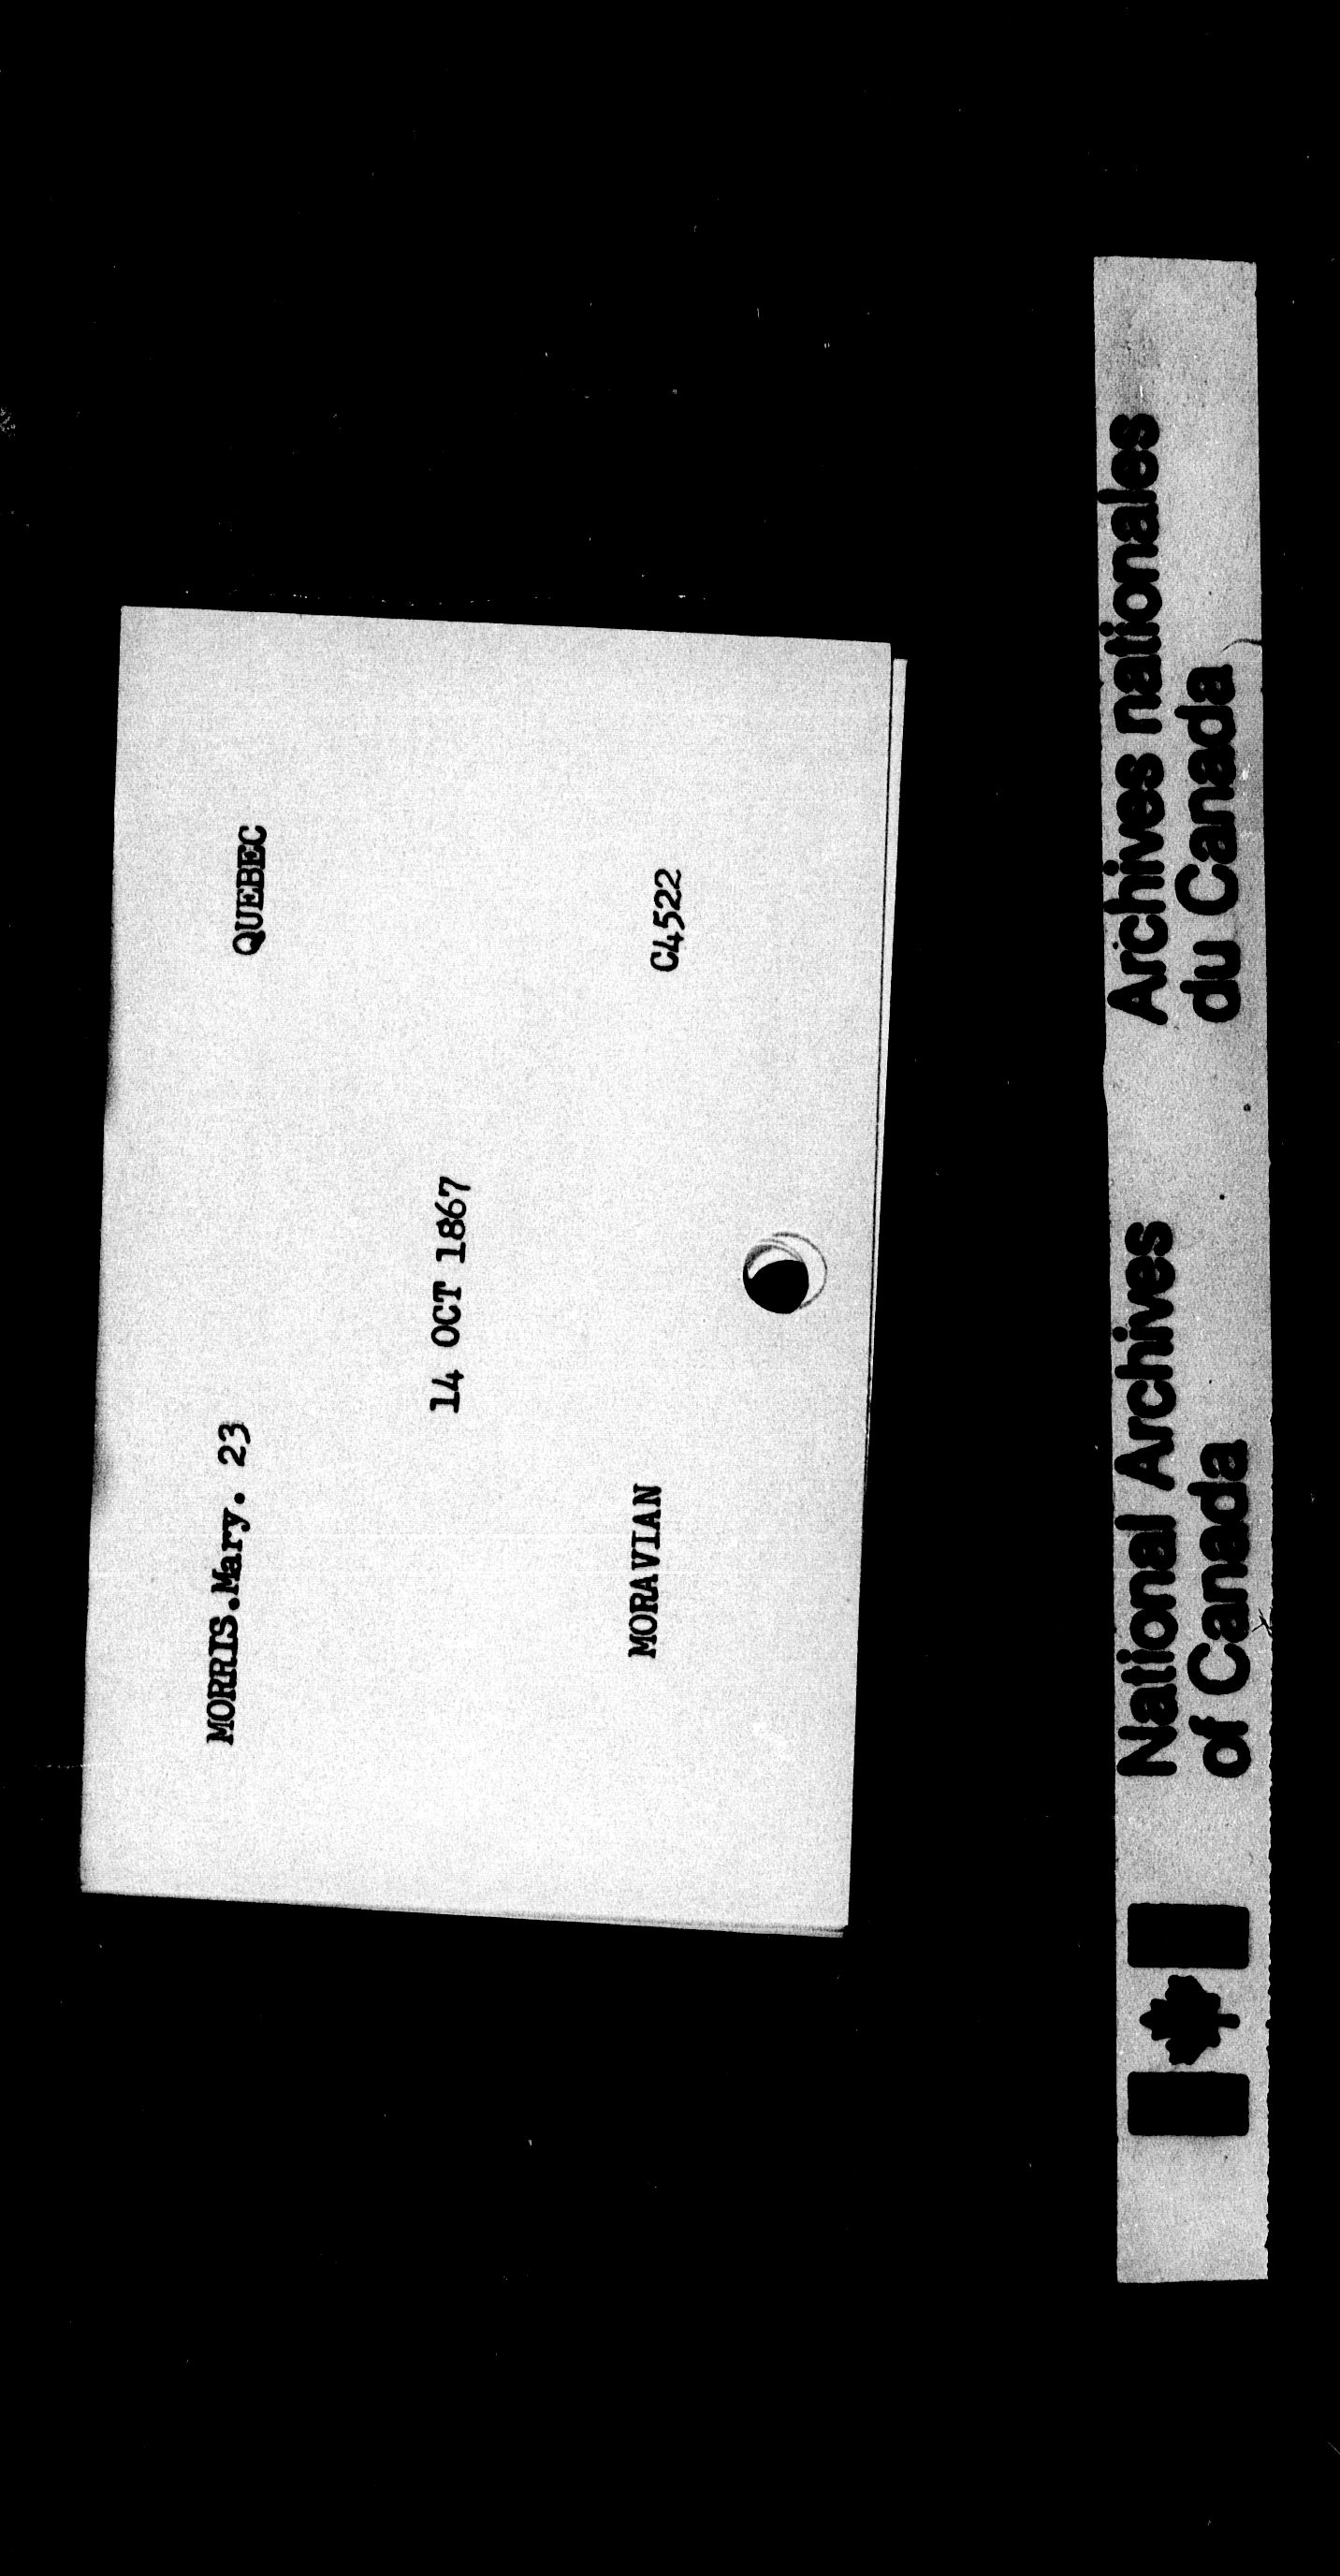 MORRIS.Mary. 23 QUEBEC
14 OCT 1867
MORAVIAN C4522
National Archives
of Canada
Archives nationales
du Canada